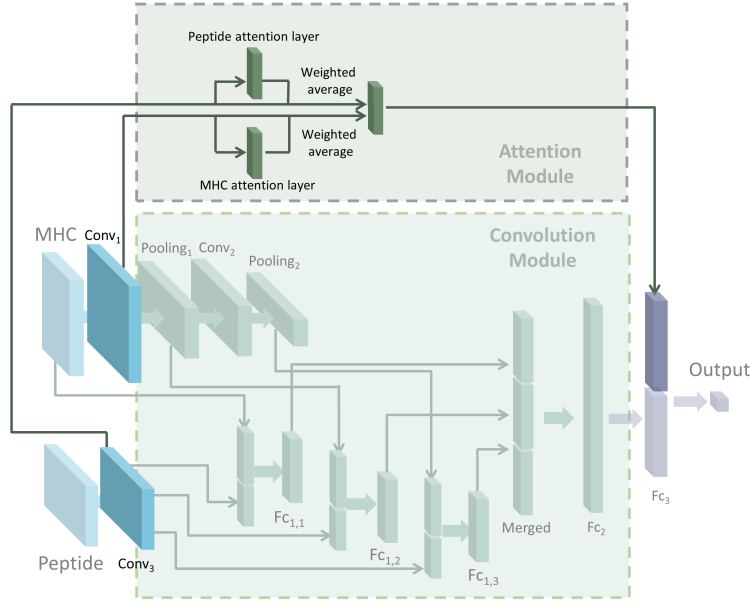 Peptide attention layer
Weighted
average
Weighted
average
MHC attention layer
Attention
Module
MHC
Conv₁
Convolution
Module
Pooling₁
Conv₂
Pooling₂
Output
Fc₁,₁
Fc₁,₂
Fc₁,₃
Merged
Fc₂
Fc₃
Peptide
Conv₃